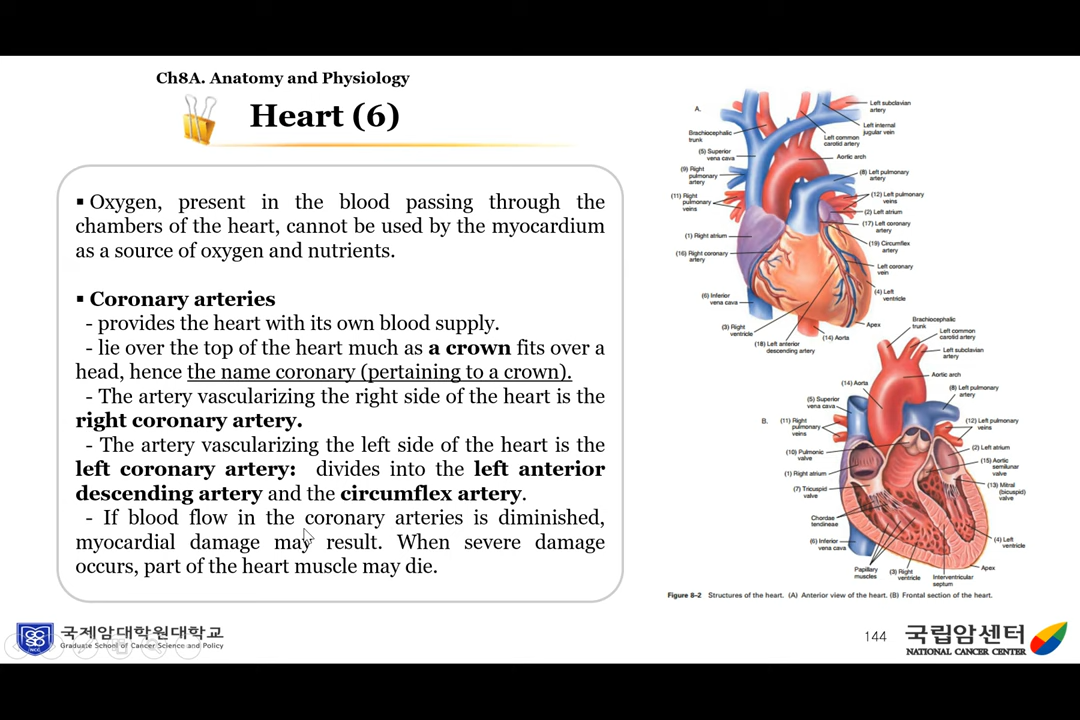 Ch8A. Anatomy and Physiology
Heart (6)
▪ Oxygen, present in the blood passing through the
chambers of the heart, cannot be used by the myocardium
as a source of oxygen and nutrients.
▪ Coronary arteries
- provides the heart with its own blood supply.
- lie over the top of the heart much as a crown fits over a
head, hence the name coronary (pertaining to a crown).
- The artery vascularizing the right side of the heart is the
right coronary artery.
- The artery vascularizing the left side of the heart is the
left coronary artery: divides into the left anterior
descending artery and the circumflex artery.
- If blood flow in the coronary arteries is diminished,
myocardial damage may result. When severe damage
occurs, part of the heart muscle may die.
A.
Brachiocephalic
trunk
(5) Superior
vena cava
(9) Right
pulmonary
artery
(11) Right
pulmonary
veins
(1) Right atrium
(16) Right coronary
artery
(6) Inferior
vena cava
(3) Right
ventricle
(18) Left anterior
descending artery
(14) Aorta
Apex
Left subclavian
artery
Left internal
jugular vein
Left common
carotid artery
Aortic arch
(8) Left pulmonary
artery
(12) Left pulmonary
veins
(2) Left atrium
(17) Left coronary
artery
(19) Circumflex
artery
Left coronary
vein
(4) Left
ventricle
B.
Brachiocephalic
trunk
Left common
carotid artery
Left subclavian
artery
Aortic arch
(14) Aorta
(8) Left pulmonary
artery
(5) Superior
vena cava
(11) Right
pulmonary
veins
(10) Pulmonic
valve
(1) Right atrium
(7) Tricuspid
valve
Chordae
tendineae
(6) Inferior
vena cava
Papillary
muscles
(3) Right
ventricle
Interventricular
septum
Apex
(12) Left pulmonary
veins
(2) Left atrium
(15) Aortic
semilunar
valve
(13) Mitral
(bicuspid)
valve
(4) Left
ventricle
Figure 8-2 Structures of the heart. (A) Anterior view of the heart. (B) Frontal section of the heart.
NCC
국제암대학원대학교
Graduate School of Cancer Science and Policy
144
국립암센터
NATIONAL CANCER CENTER